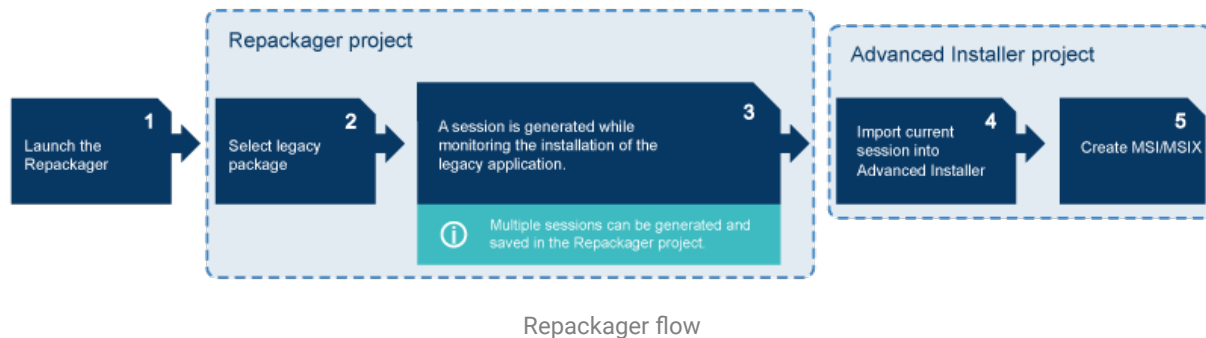 Repackager project
Advanced Installer project
1
Launch the
Repackager
2
Select legacy
package
3
A session is generated while
monitoring the installation of the
legacy application.
Multiple sessions can be generated and
saved in the Repackager project.
4
Import current
session into
Advanced Installer
5
Create MSI/MSIX
Repackager flow